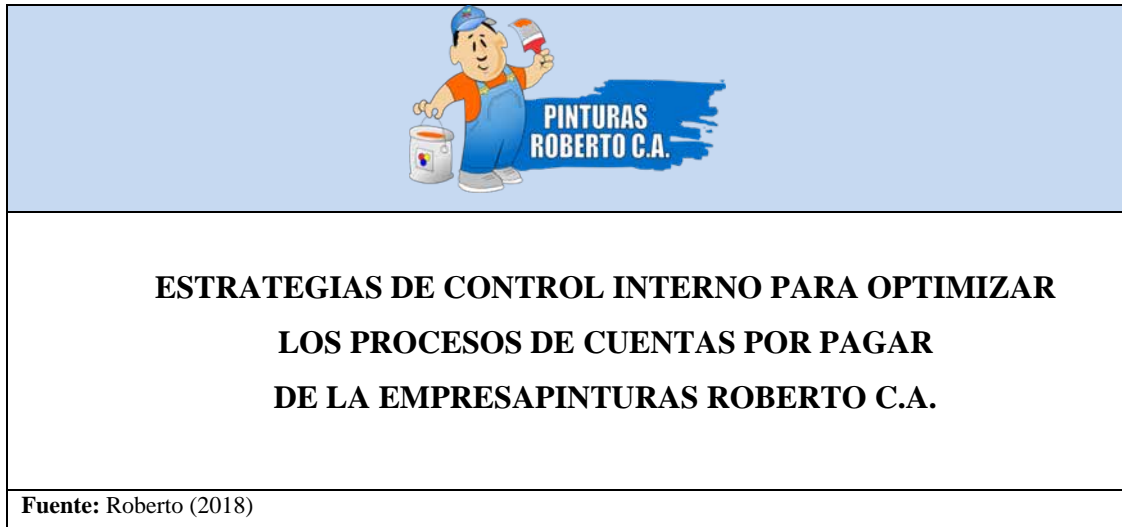 PINTURAS
ROBERTO C.A.
ESTRATEGIAS DE CONTROL INTERNO PARA OPTIMIZAR
LOS PROCESOS DE CUENTAS POR PAGAR
DE LA EMPRESAPINTURAS ROBERTO C.A.
Fuente: Roberto (2018)